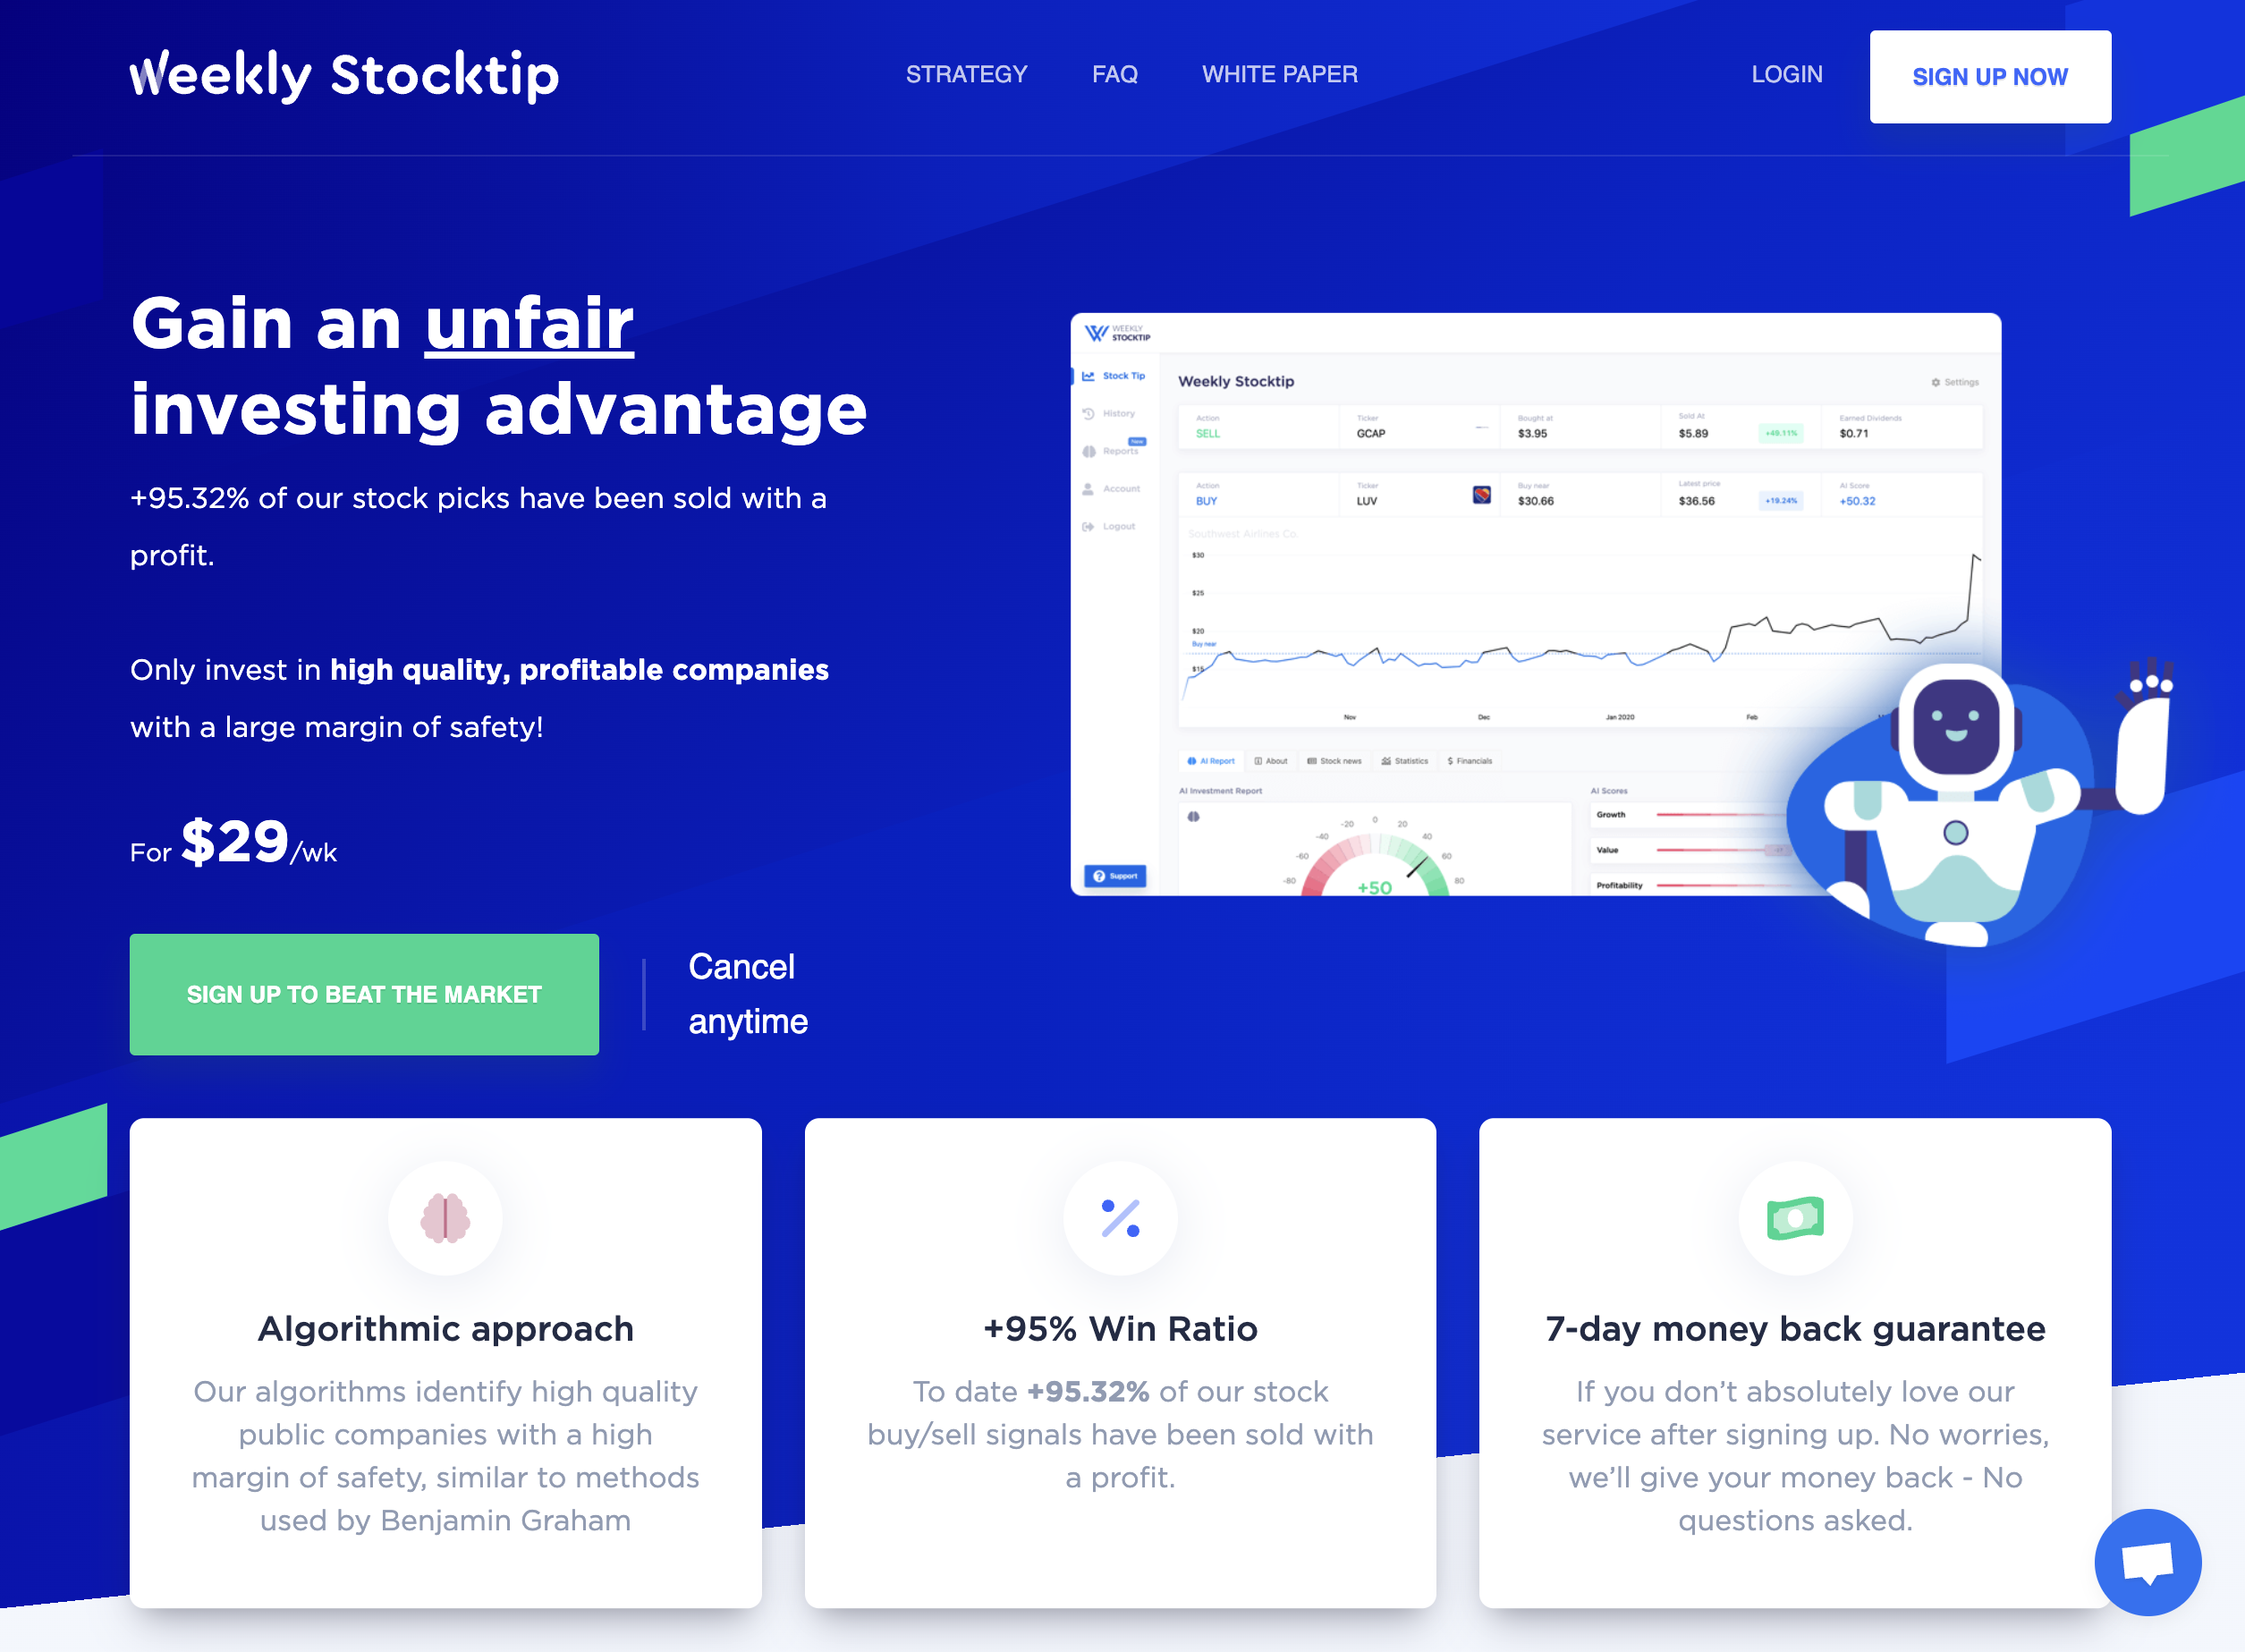 Weekly Stocktip
STRATEGY
FAQ
WHITE PAPER
LOGIN
SIGN UP NOW
Gain an unfair
investing advantage
+95.32% of our stock picks have been sold with a
profit.
Only invest in high quality, profitable companies
with a large margin of safety!
For $29/wk
SIGN UP TO BEAT THE MARKET
Cancel
anytime
WEEKLY
STOCKTIP
Stock Tip
History
New
Reports
Account
Logout
Support
Weekly Stocktip
Settings
Action
SELL
Ticker
GCAP
Bought at
$3.95
Sold At
$5.89
+49.11%
Earned Dividends
$0.71
Action
BUY
Ticker
LUV
Buy near
$30.66
Latest price
$36.56
+19.24%
AI Score
+50.32
Southwest Airlines Co.
$30
$25
$20
Buy near
$15
Nov
Dec
Jan 2020
Feb
AI Report
About
Stock news
Statistics
Financials
AI Investment Report
-80
-60
-40
-20
0
20
40
60
80
+50
AI Scores
Growth
Value
Profitability
Algorithmic approach
Our algorithms identify high quality
public companies with a high
margin of safety, similar to methods
used by Benjamin Graham
+95% Win Ratio
To date +95.32% of our stock
buy/sell signals have been sold with
a profit.
7-day money back guarantee
If you don’t absolutely love our
service after signing up. No worries,
we’ll give your money back - No
questions asked.